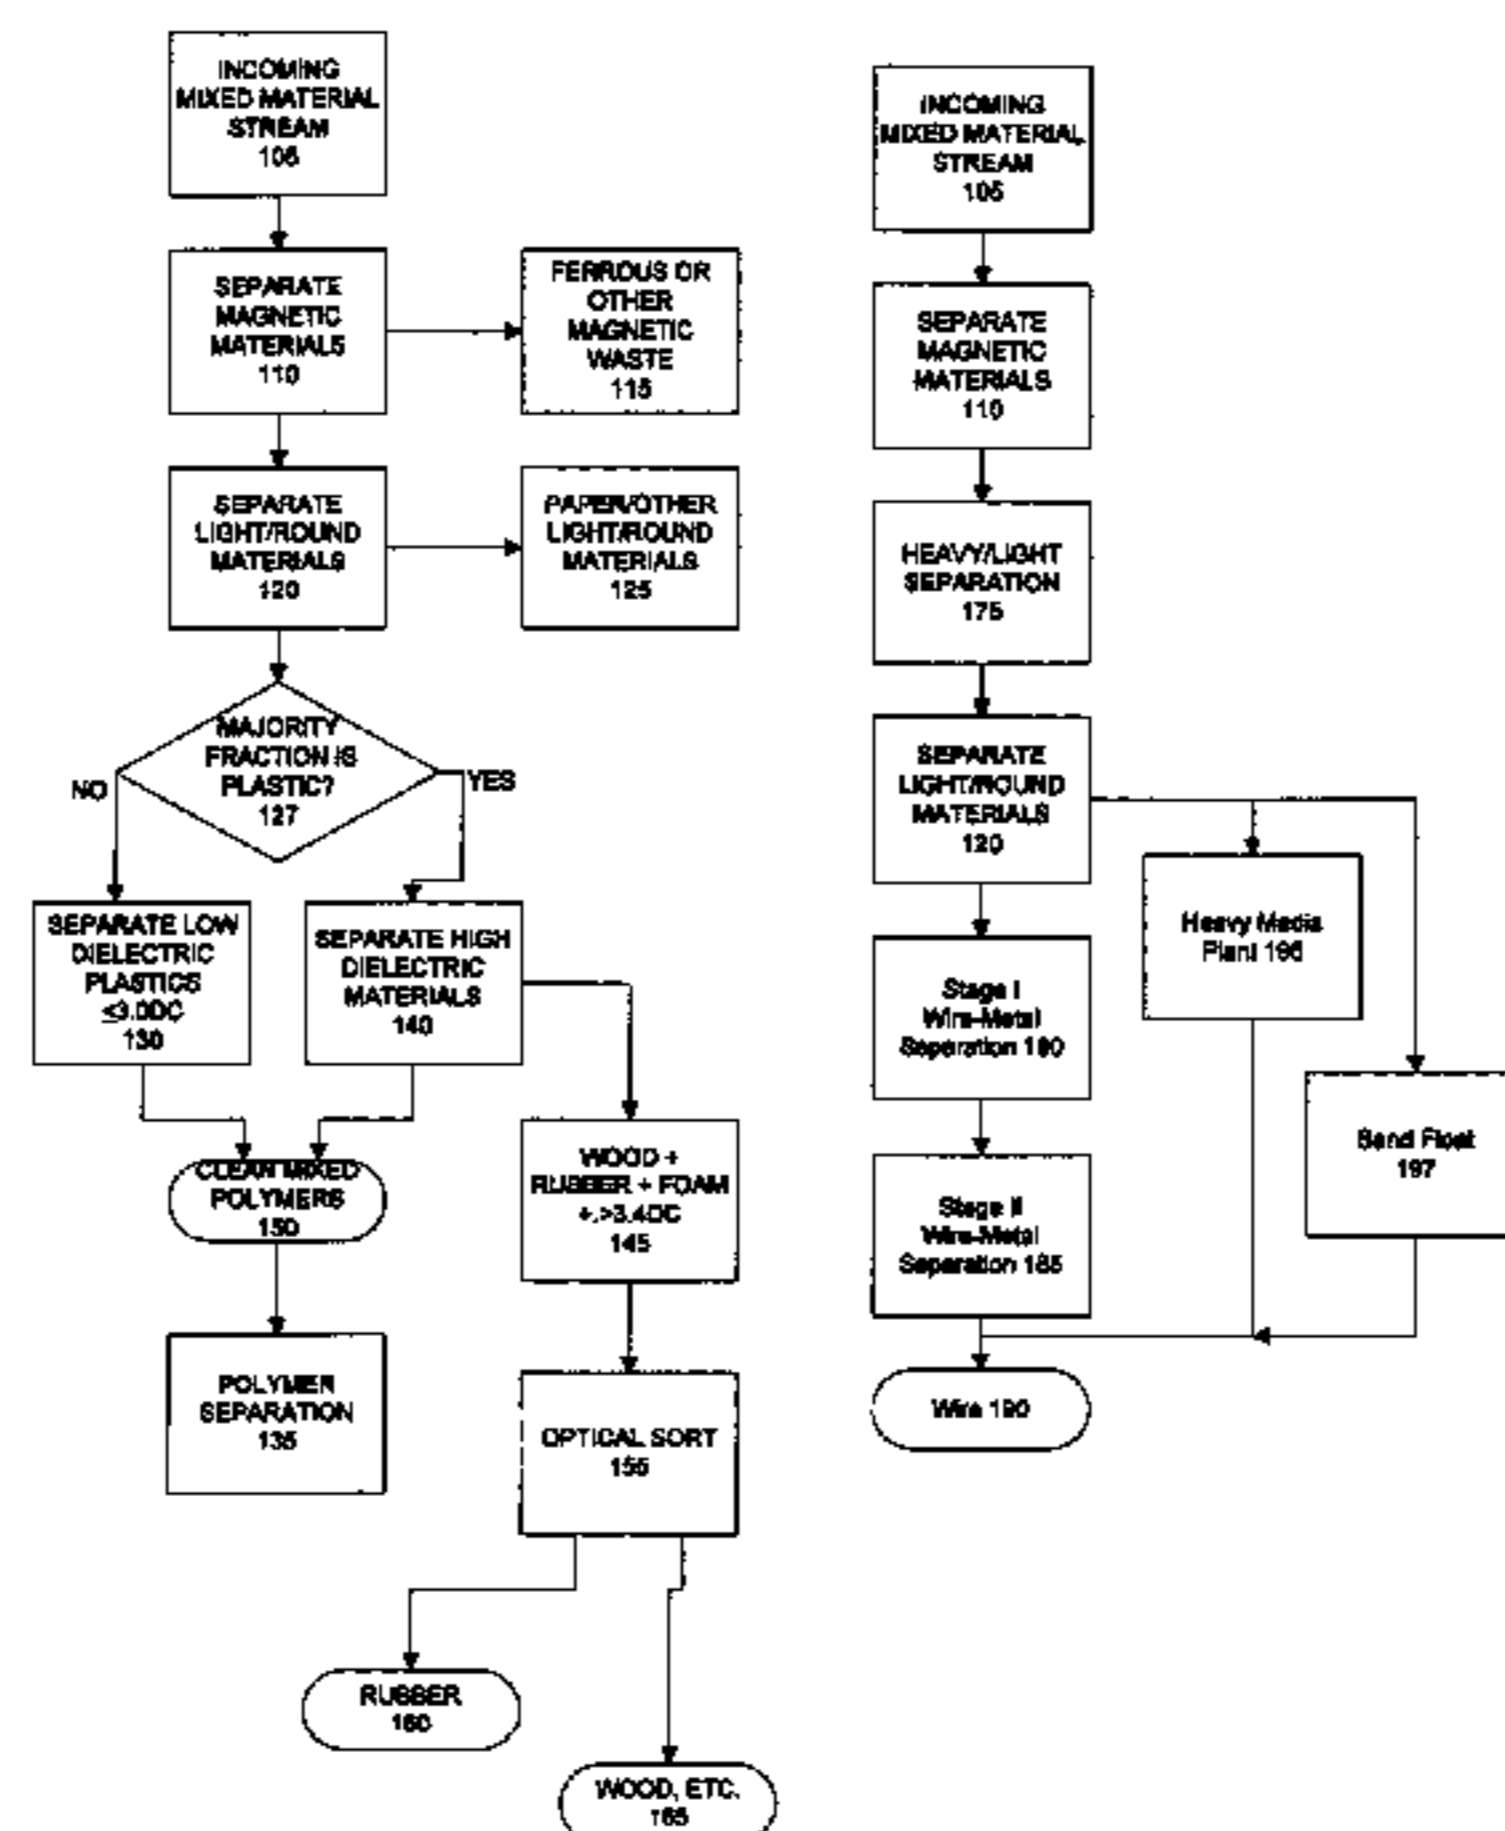 INCOMING
MIXED MATERIAL
STREAM
105
SEPARATE
MAGNETIC
MATERIALS
110
FERROUS OR
OTHER
MAGNETIC
WASTE
115
SEPARATE
LIGHT/ROUND
MATERIALS
120
PAPER/OTHER
LIGHT/ROUND
MATERIALS
125
MAJORITY
FRACTION IS
PLASTIC?
127
NO
YES
SEPARATE LOW
DIELECTRIC
PLASTICS
≤3.0DC
130
SEPARATE HIGH
DIELECTRIC
MATERIALS
140
CLEAN MIXED
POLYMERS
150
WOOD +
RUBBER + FOAM
+.>3.4DC
145
POLYMER
SEPARATION
135
OPTICAL SORT
155
RUBBER
160
WOOD, ETC.
165
INCOMING
MIXED MATERIAL
STREAM
105
SEPARATE
MAGNETIC
MATERIALS
110
HEAVY/LIGHT
SEPARATION
175
SEPARATE
LIGHT/ROUND
MATERIALS
120
Heavy Media
Plant
Stage I
Wire-Metal
Separation 180
Sand Float
197
Stage II
Wire-Metal
Separation 185
Wire 190